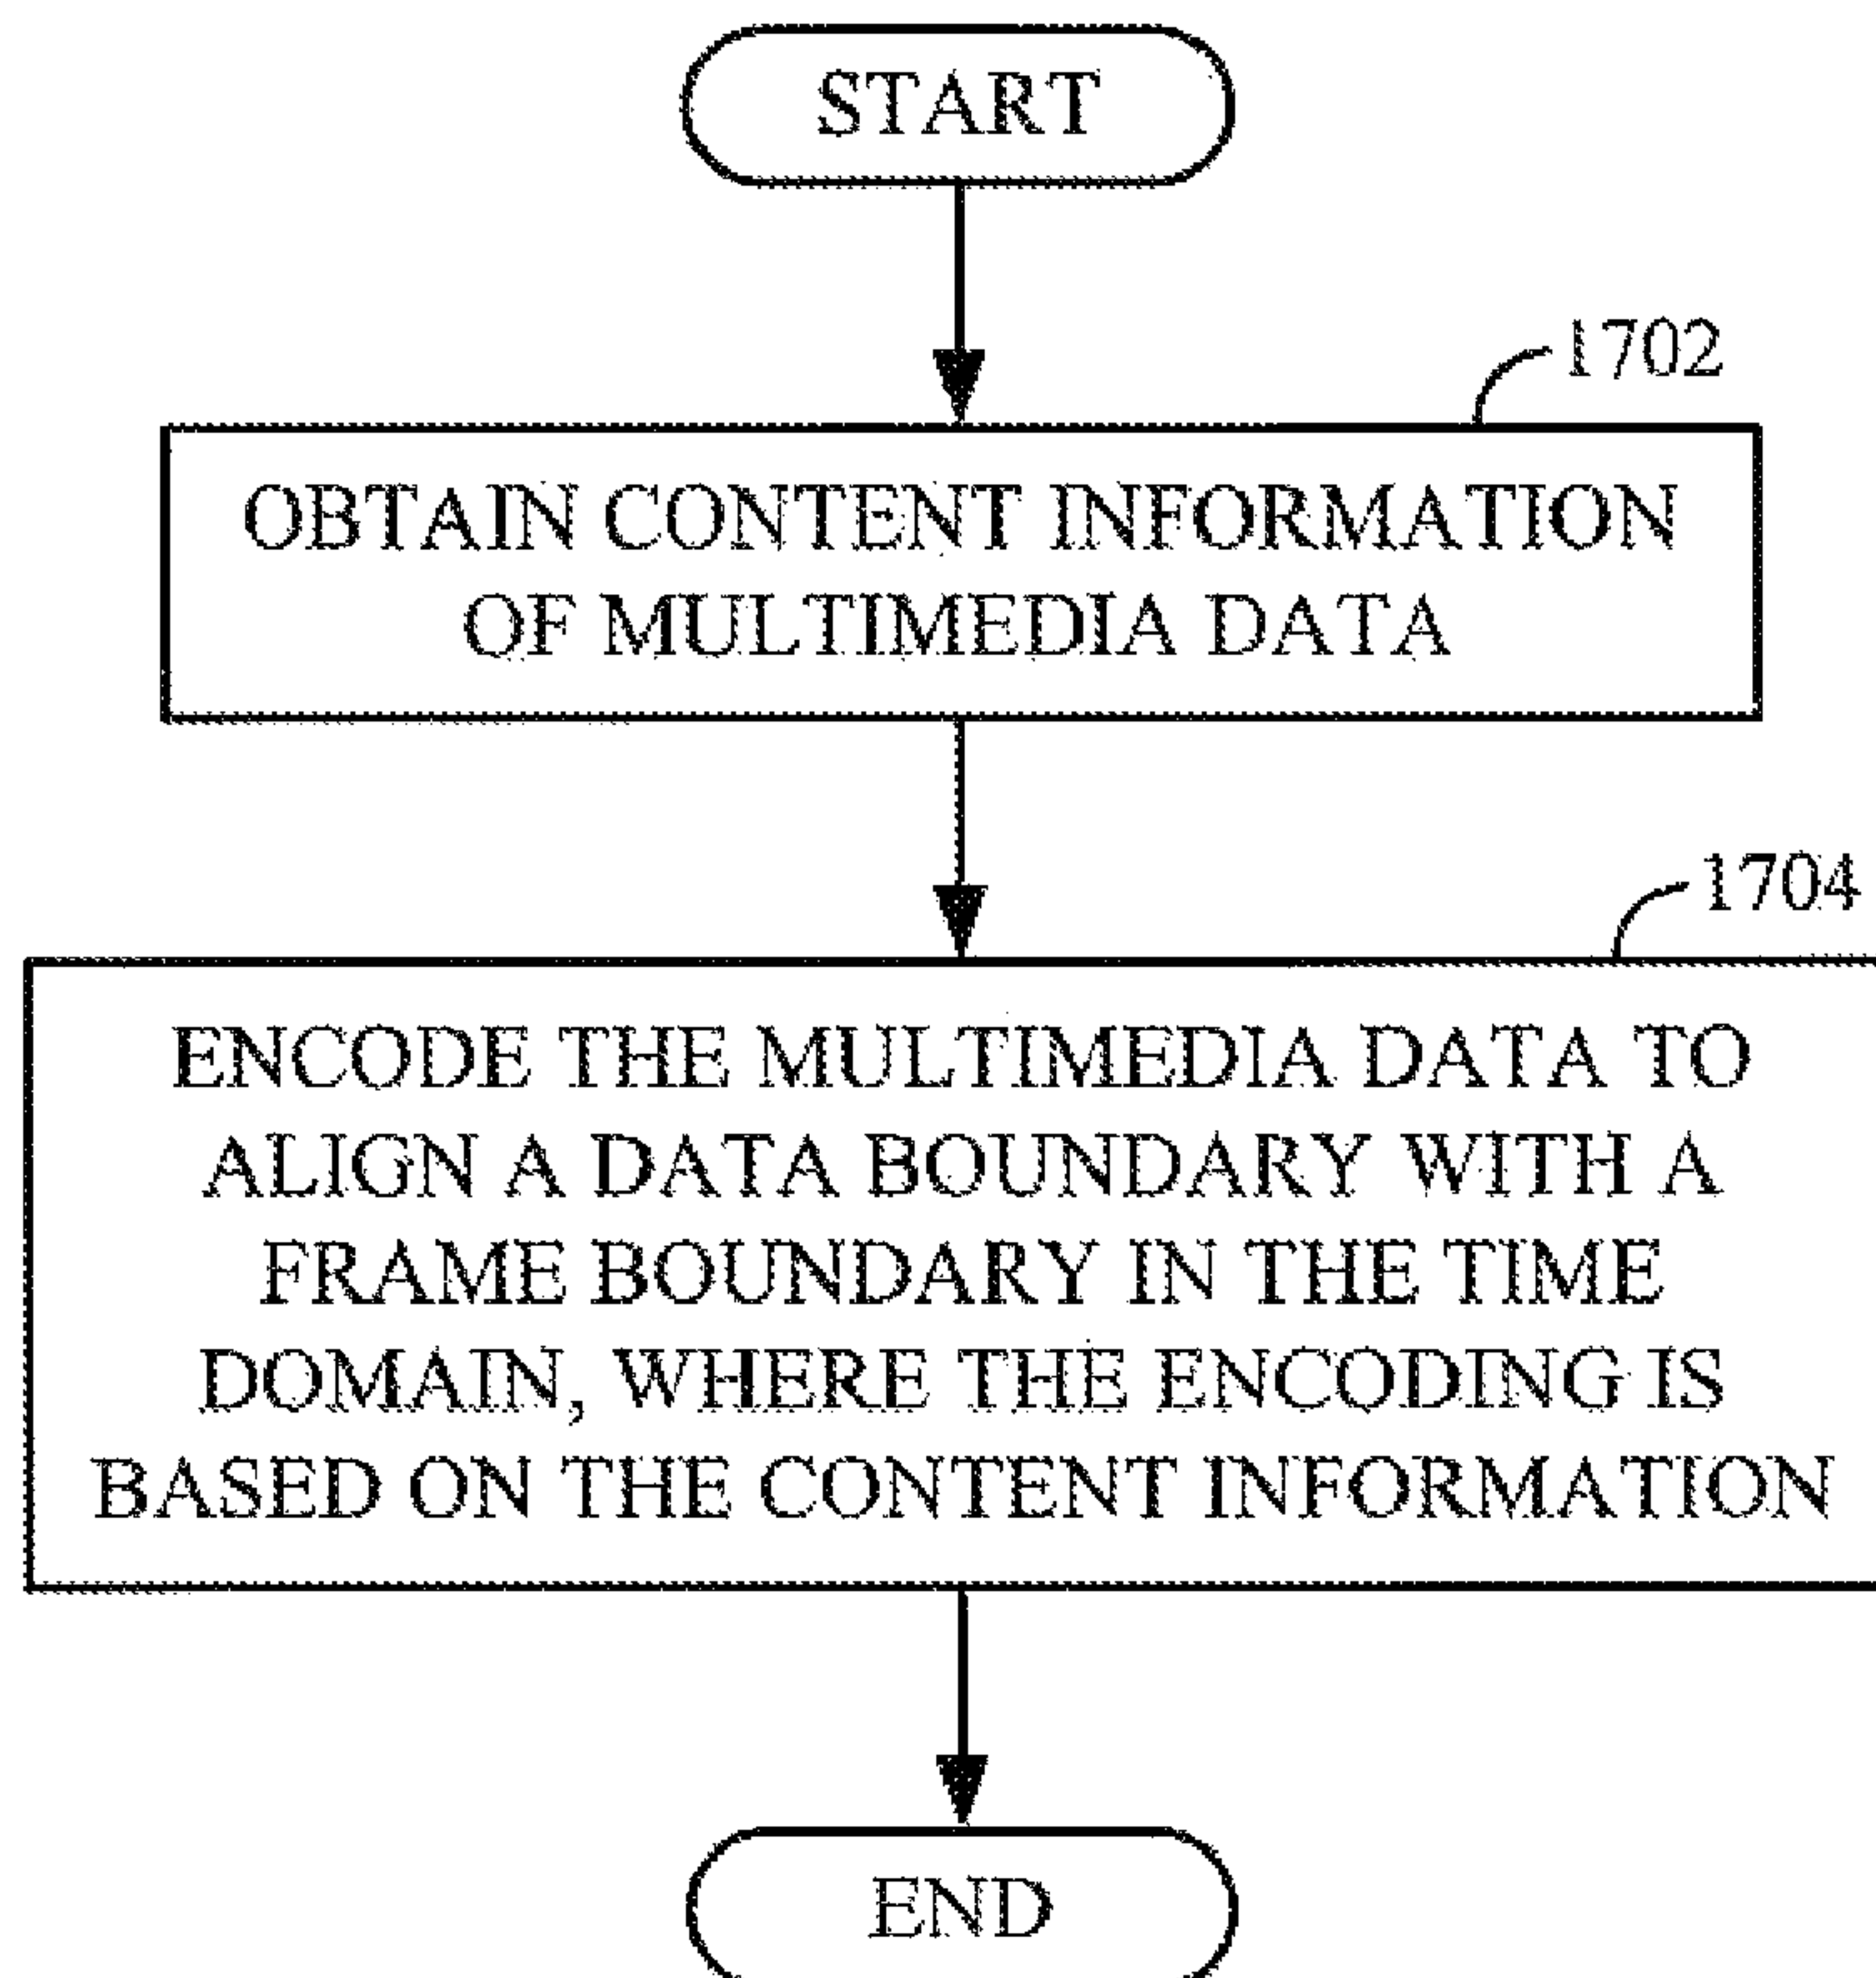 START
1702
OBTAIN CONTENT INFORMATION
OF MULTIMEDIA DATA
1704
ENCODE THE MULTIMEDIA DATA TO
ALIGN A DATA BOUNDARY WITH A
FRAME BOUNDARY IN THE TIME
DOMAIN, WHERE THE ENCODING IS
BASED ON THE CONTENT INFORMATION
END